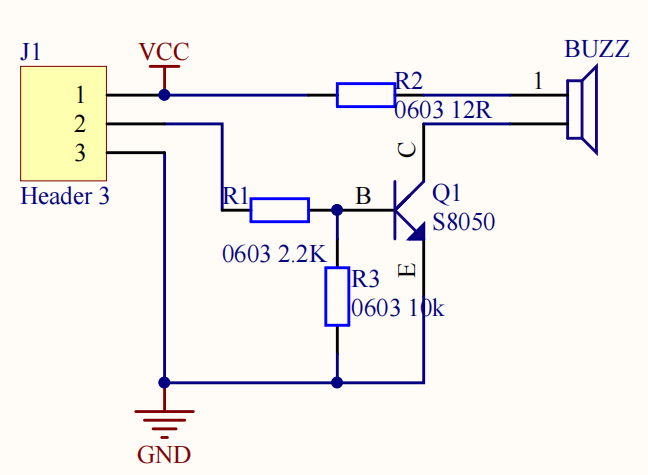 J1
VCC
BUZZ
1
2
3
Header 3
R2
0603 12R
1
C
R1
B
Q1
S8050
0603 2.2K
E
R3
0603 10k
GND